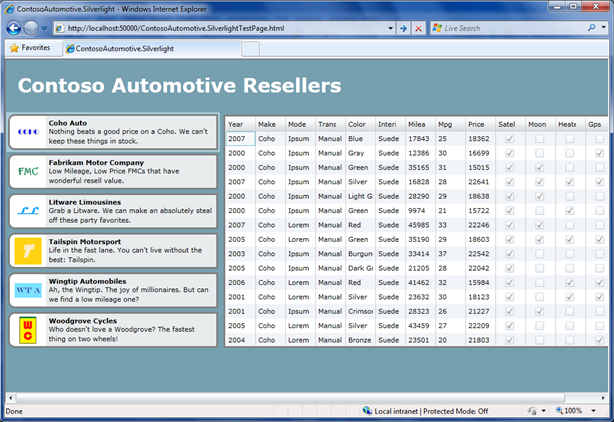 ContosoAutomotive.Silverlight - Windows Internet Explorer
http://localhost:50000/ContosoAutomotive.SilverlightTestPage.html
Live Search
Favorites
ContosoAutomotive.Silverlight
Contoso Automotive Resellers
COHO
Coho Auto
Nothing beats a good price on a Coho. We can't
keep these things in stock.
FMC
Fabrikam Motor Company
Low Mileage, Low Price FMCs that have
wonderful resell value.
LL
Litware Limousines
Grab a Litware. We can make an absolutely steal
off these party favorites.
T
Tailspin Motorsport
Life in the fast lane. You can't live without the
best: Tailspin.
WTA
Wingtip Automobiles
Ah, the Wingtip. The joy of millionaires. But can
we find a low mileage one?
WC
Woodgrove Cycles
Who doesn't love a Woodgrove? The fastest
thing on two wheels!
Year Make Mode Trans Color Interi Milea Mpg Price Satel Moon Heate Gps
2007 Coho Ipsum Manual Blue Suede 17843 25 18362
2000 Coho Ipsum Manual Gray Suede 12386 30 16699
2000 Coho Ipsum Manual Green Suede 35165 31 15015
2007 Coho Lorem Manual Silver Suede 16828 28 22641
2000 Coho Ipsum Manual Light G Suede 28290 29 18638
2000 Coho Ipsum Manual Green Suede 9974 21 15722
2007 Coho Lorem Manual Red Suede 45985 33 22246
2005 Coho Lorem Manual Green Suede 35190 29 18603
2003 Coho Ipsum Manual Burgun Suede 33414 37 22542
2005 Coho Ipsum Manual Dark G Suede 21205 28 22042
2006 Coho Lorem Manual Red Suede 41462 32 15984
2001 Coho Lorem Manual Silver Suede 23632 30 18123
2001 Coho Ipsum Manual Crimso Suede 28323 26 21227
2005 Coho Lorem Manual Silver Suede 43459 27 22209
2004 Coho Lorem Manual Bronze Suede 23501 20 21803
Done
Local intranet | Protected Mode: Off
100%